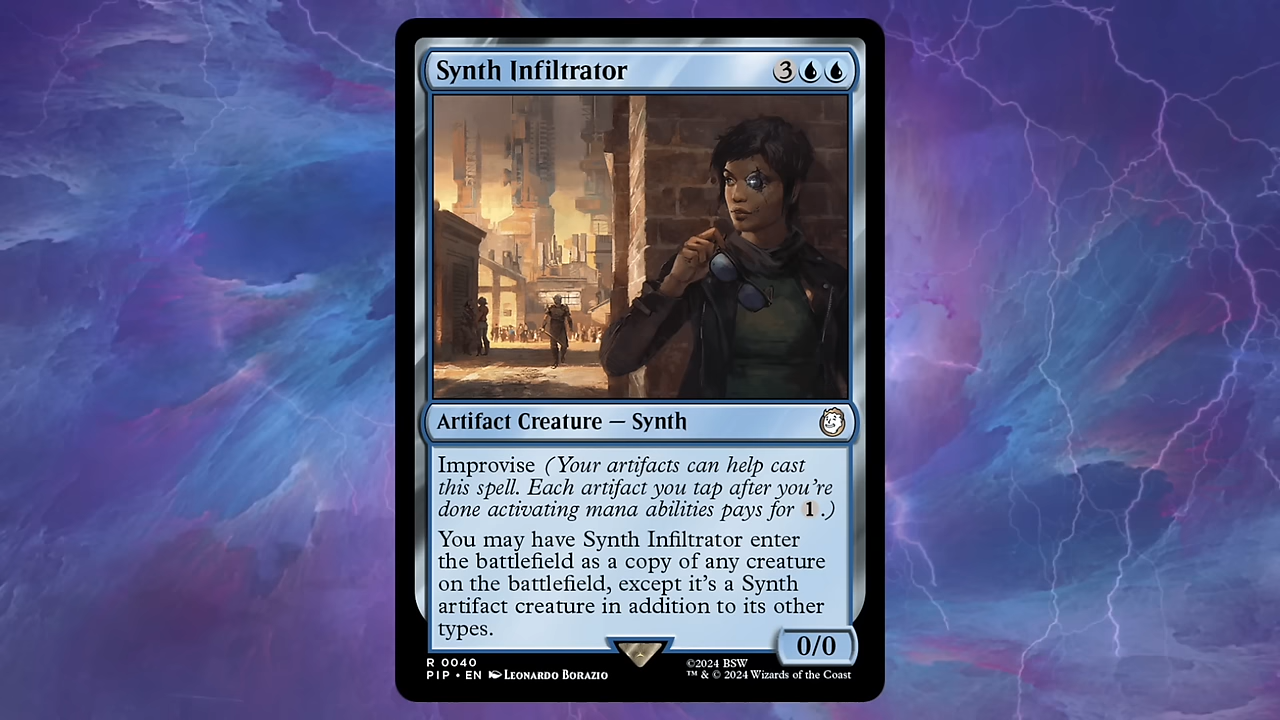 Synth Infiltrator 3
Artifact Creature — Synth
Improvise (Your artifacts can help cast
this spell. Each artifact you tap after you're
done activating mana abilities pays for 1.)
You may have Synth Infiltrator enter
the battlefield as a copy of any creature
on the battlefield, except it's a Synth
artifact creature in addition to its other
types.
0/0
R 0040
PIP • EN Leonardo Borazio
©2024 BSW
™ & © 2024 Wizards of the Coast